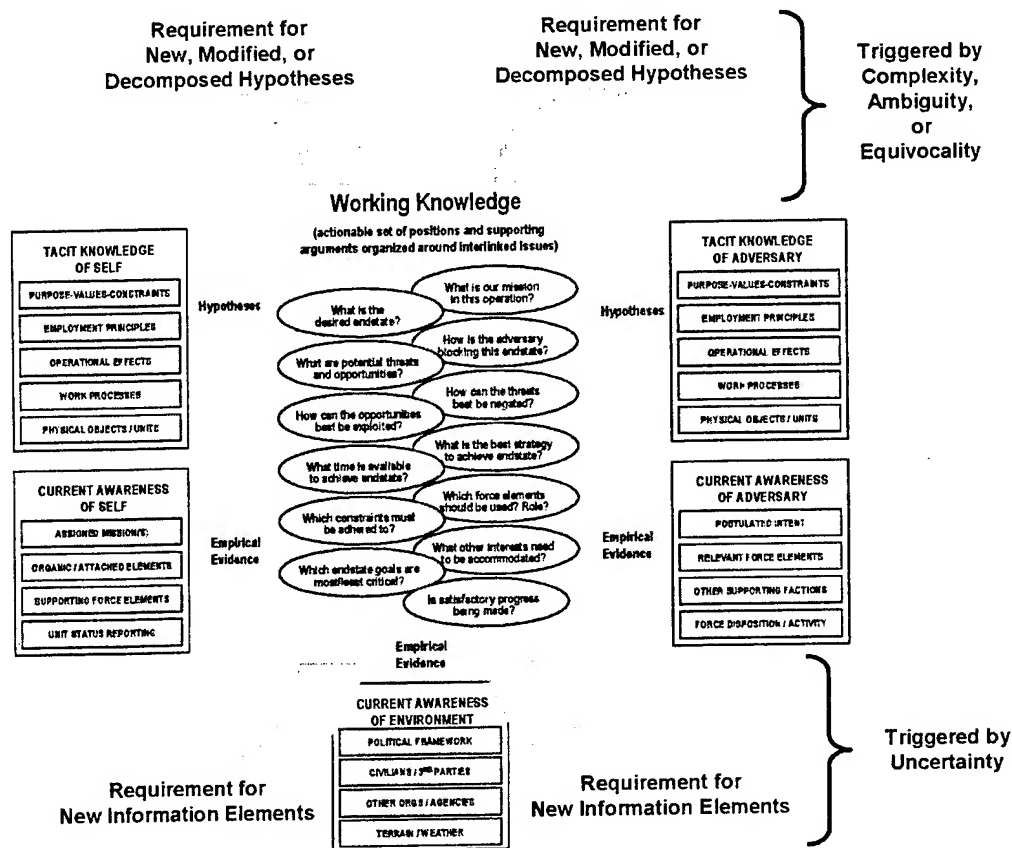 Requirement for
New, Modified, or
Decomposed Hypotheses
Requirement for
New, Modified, or
Decomposed Hypotheses
Triggered by
Complexity,
Ambiguity,
or
Equivocality
Working Knowledge
(actionable set of positions and supporting
arguments organized around interlinked issues)
TACIT KNOWLEDGE
OF SELF
PURPOSE-VALUES-CONSTRAINTS
EMPLOYMENT PRINCIPLES
OPERATIONAL EFFECTS
WORK PROCESSES
PHYSICAL OBJECTS / UNITS
Hypotheses
What is our mission
in this operation?
What is the
desired endstate?
How is the adversary
blocking this endstate?
What are potential threats
and opportunities?
How can the threats
best be negated?
How can the opportunities
best be exploited?
What is the best strategy
to achieve endstate?
What time is available
to achieve endstate?
Which force elements
should be used? Role?
Which constraints must
be adhered to?
What other interests need
to be accommodated?
Which endstate goals are
most/least critical?
Is satisfactory progress
being made?
Hypotheses
TACIT KNOWLEDGE
OF ADVERSARY
PURPOSE-VALUES-CONSTRAINTS
EMPLOYMENT PRINCIPLES
OPERATIONAL EFFECTS
WORK PROCESSES
PHYSICAL OBJECTS / UNITS
CURRENT AWARENESS
OF SELF
ASSIGNED MISSION(S)
ORGANIC / ATTACHED ELEMENTS
SUPPORTING FORCE ELEMENTS
UNIT STATUS REPORTING
Empirical
Evidence
Empirical
Evidence
CURRENT AWARENESS
OF ADVERSARY
POSTULATED INTENT
RELEVANT FORCE ELEMENTS
OTHER SUPPORTING FACTIONS
FORCE DISPOSITION / ACTIVITY
Empirical
Evidence
CURRENT AWARENESS
OF ENVIRONMENT
POLITICAL FRAMEWORK
CIVILIANS / 3RD PARTIES
OTHER ORGS / AGENCIES
TERRAIN / WEATHER
Requirement for
New Information Elements
Requirement for
New Information Elements
Triggered by
Uncertainty